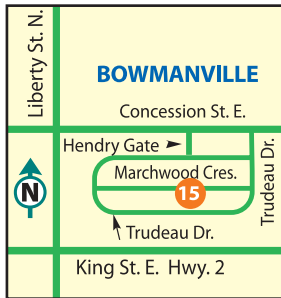 Liberty St. N.
BOWMANVILLE
Concession St. E.
Hendry Gate
Marchwood Cres.
15
Trudeau Dr.
N
Trudeau Dr.
King St. E. Hwy. 2